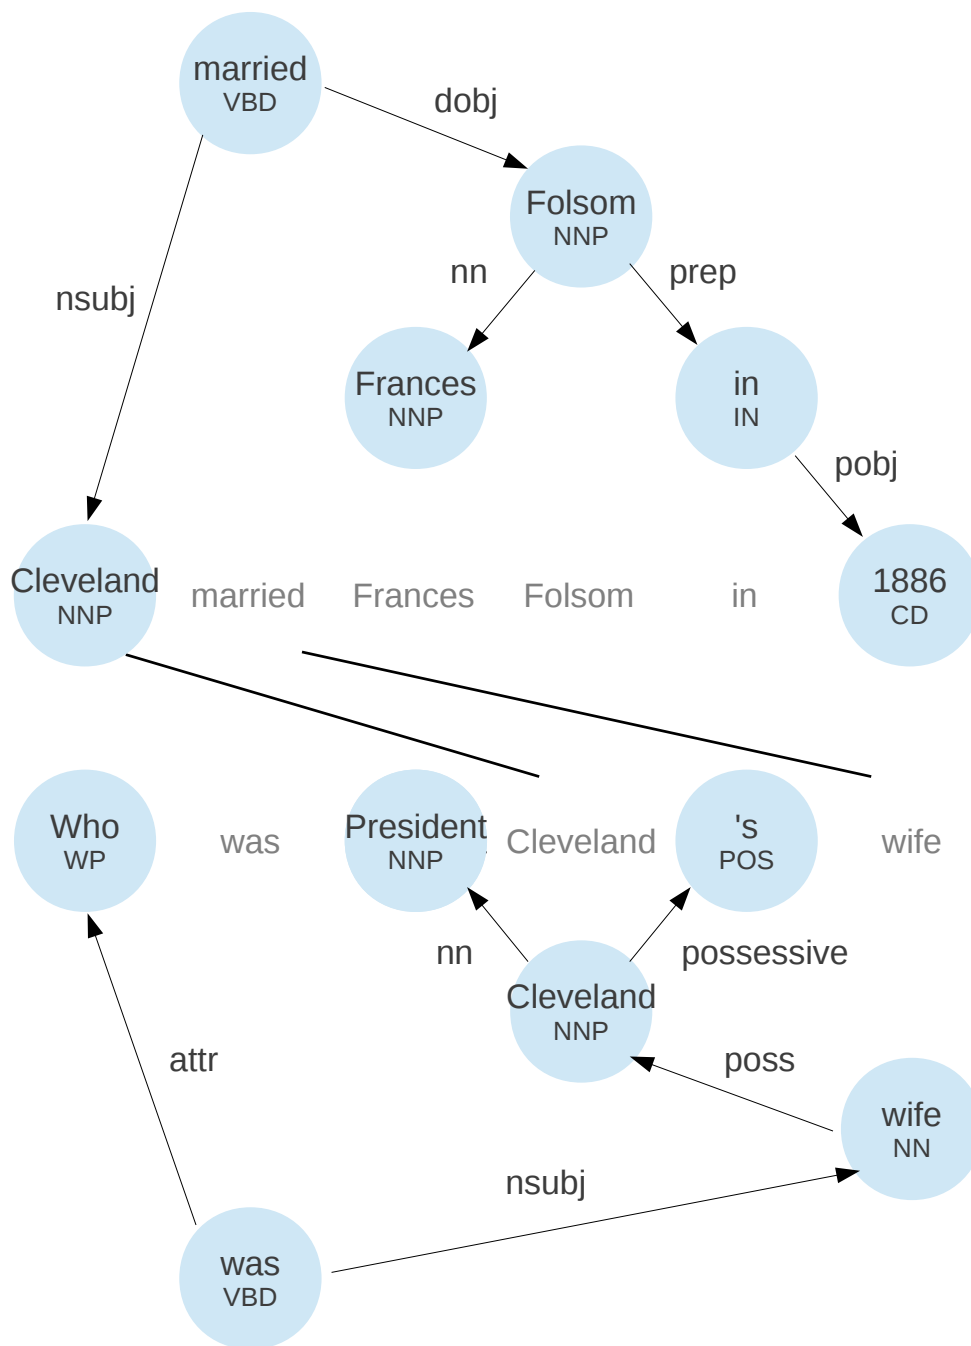 married
VBD
dobj
Folsom
NNP
nn
prep
nsubj
Frances
NNP
in
IN
pobj
Cleveland
NNP
married
Frances
Folsom
in
1886
CD
Who
WP
was
President
NNP
Cleveland
's
POS
wife
nn
possessive
Cleveland
NNP
attr
poss
wife
NN
nsubj
was
VBD